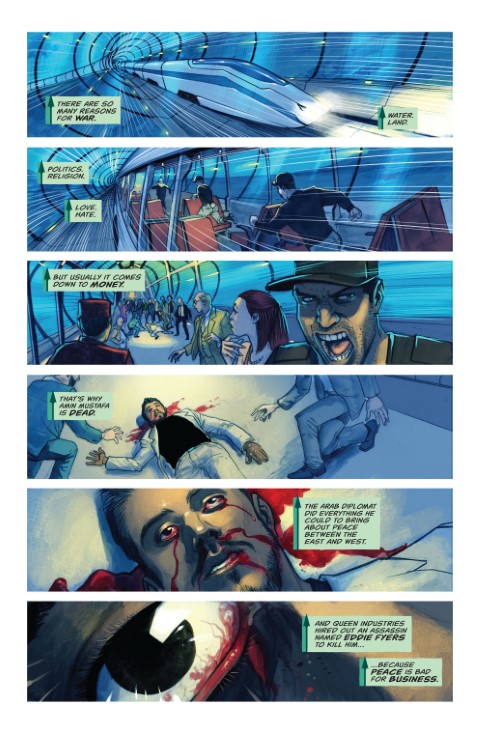 THERE ARE SO
MANY REASONS
FOR WAR.
WATER.
LAND.
POLITICS.
RELIGION.
LOVE.
HATE.
BUT USUALLY IT COMES
DOWN TO MONEY.
THAT'S WHY
AMIN MUSTAFA
IS DEAD.
THE ARAB DIPLOMAT
DID EVERYTHING HE
COULD TO BRING
ABOUT PEACE
BETWEEN THE
EAST AND WEST.
AND QUEEN INDUSTRIES
HIRED OUT AN ASSASSIN
NAMED EDDIE FYERS
TO KILL HIM...
...BECAUSE
PEACE IS BAD
FOR BUSINESS.